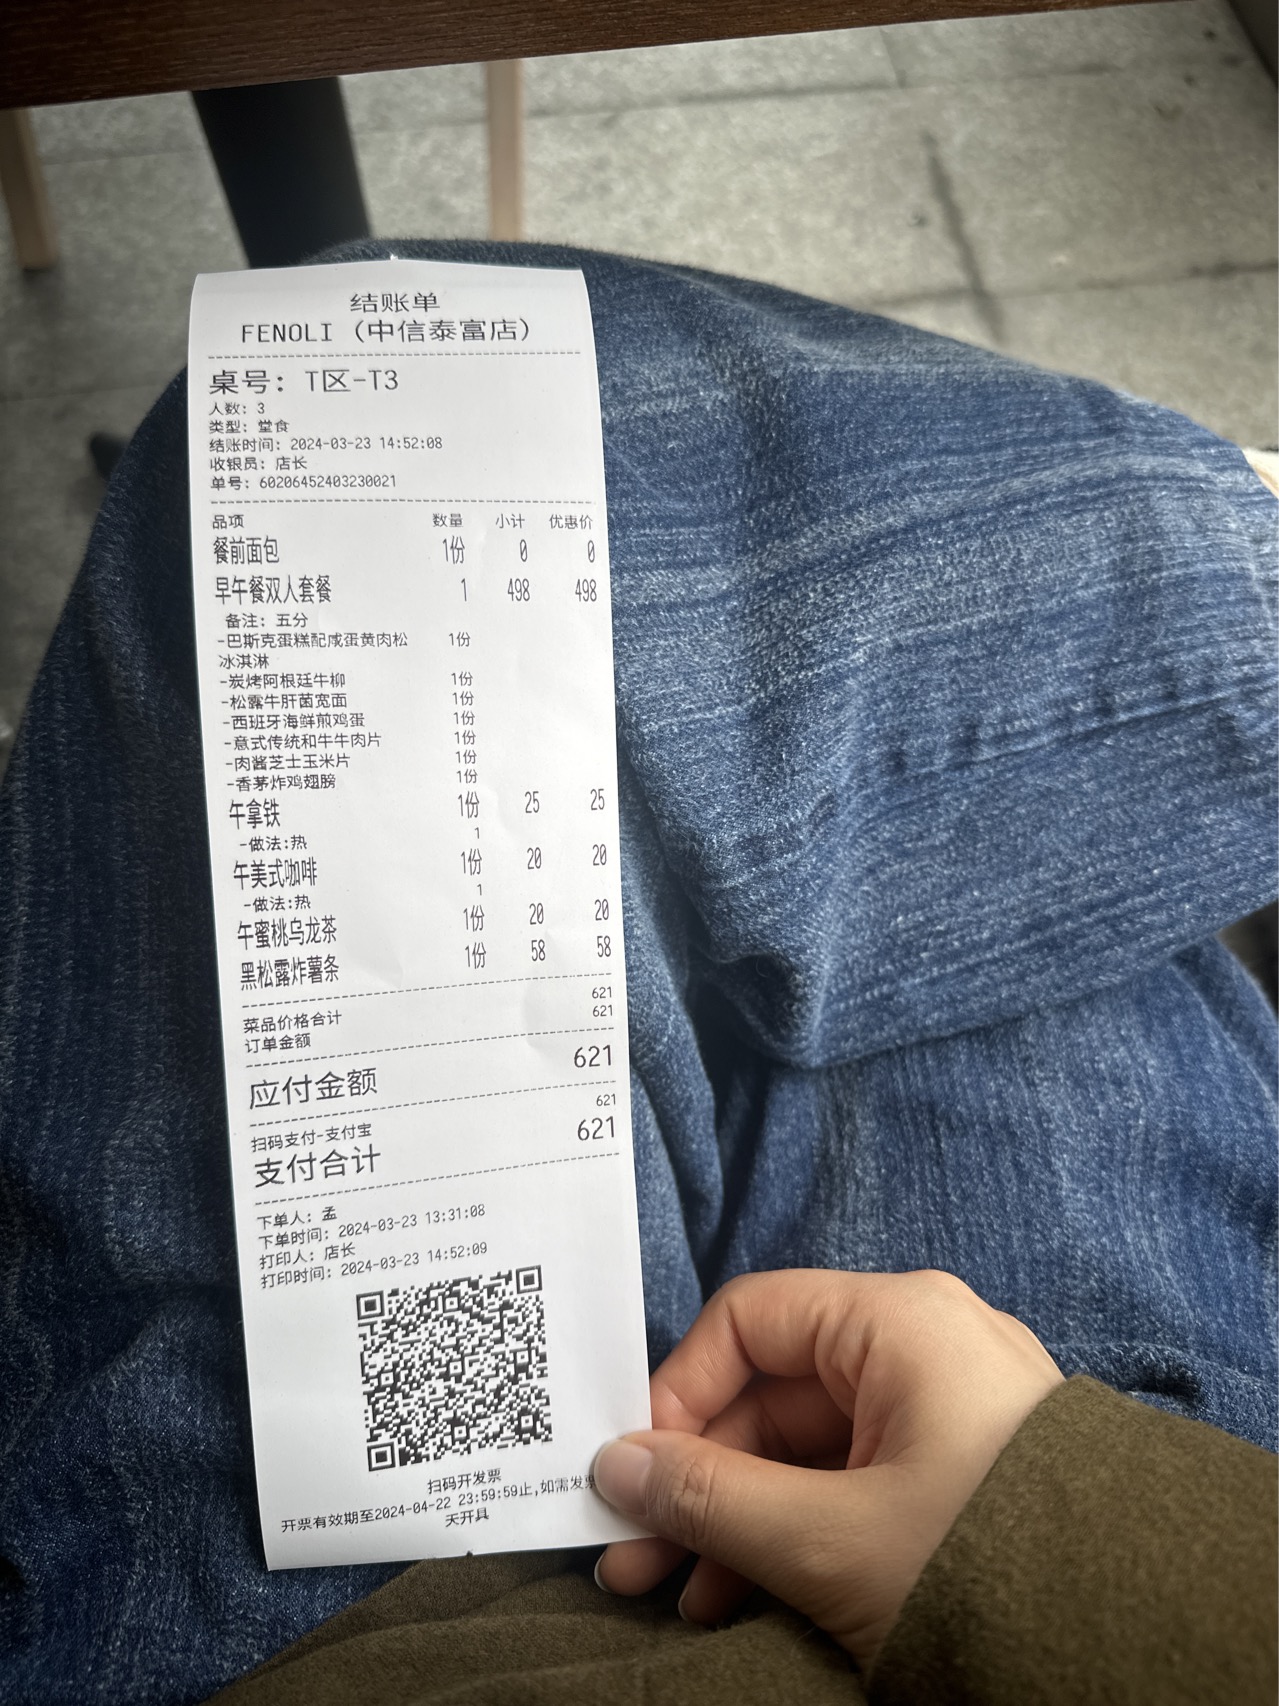 结账单
FENOLI（中信泰富店）
桌号：T区-T3
人数：3
类型：堂食
结账时间：2024-03-23 14:52:08
收银员：店长
单号：60206452403230021
品项 数量 小计 优惠价
餐前面包 1份 0 0
早午餐双人套餐 1 498 498
备注：五分
-巴斯克蛋糕配咸蛋黄肉松 1份
冰淇淋
-炭烤阿根廷牛柳 1份
-松露牛肝菌宽面 1份
-西班牙海鲜煎鸡蛋 1份
-意式传统和牛牛肉片 1份
-肉酱芝士玉米片 1份
-香茅炸鸡翅膀 1份
午拿铁 1份 25 25
-做法:热 1
午美式咖啡 1份 20 20
-做法:热 1
午蜜桃乌龙茶 1份 20 20
黑松露炸薯条 1份 58 58
菜品价格合计 621
订单金额 621
应付金额 621
扫码支付-支付宝 621
支付合计 621
下单人：孟
下单时间：2024-03-23 13:31:08
打印人：店长
打印时间：2024-03-23 14:52:09
扫码开发票
开票有效期至2024-04-22 23:59:59止,如需发票
天开具